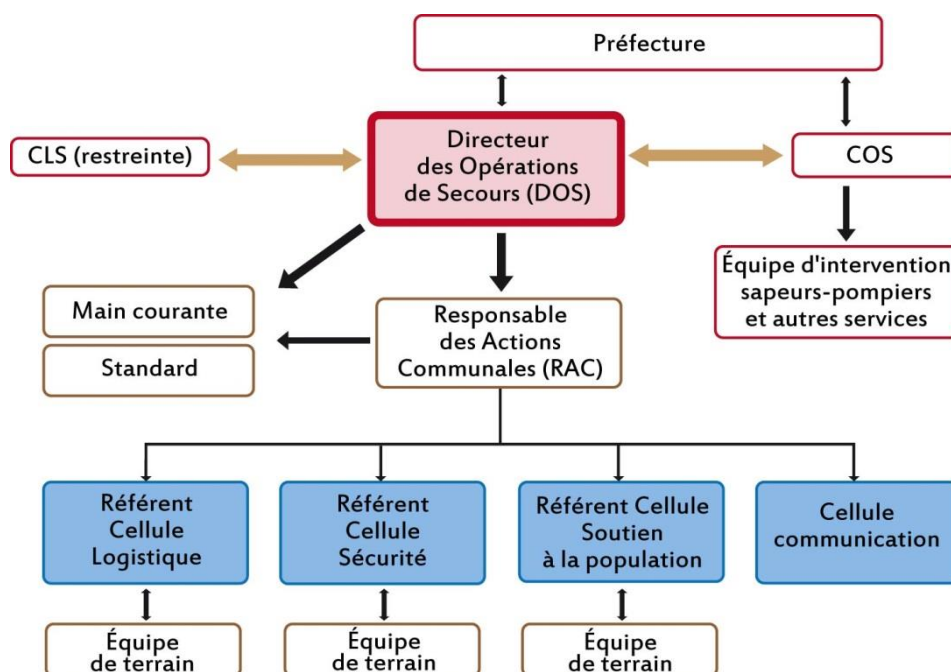 Préfecture
CLS (restreinte)
Directeur
des Opérations
de Secours (DOS)
COS
Équipe d'intervention
sapeurs-pompiers
et autres services
Main courante
Standard
Responsable
des Actions
Communales (RAC)
Référent
Cellule
Logistique
Référent
Cellule
Sécurité
Référent Cellule
Soutien
à la population
Cellule
communication
Équipe
de terrain
Équipe
de terrain
Équipe
de terrain